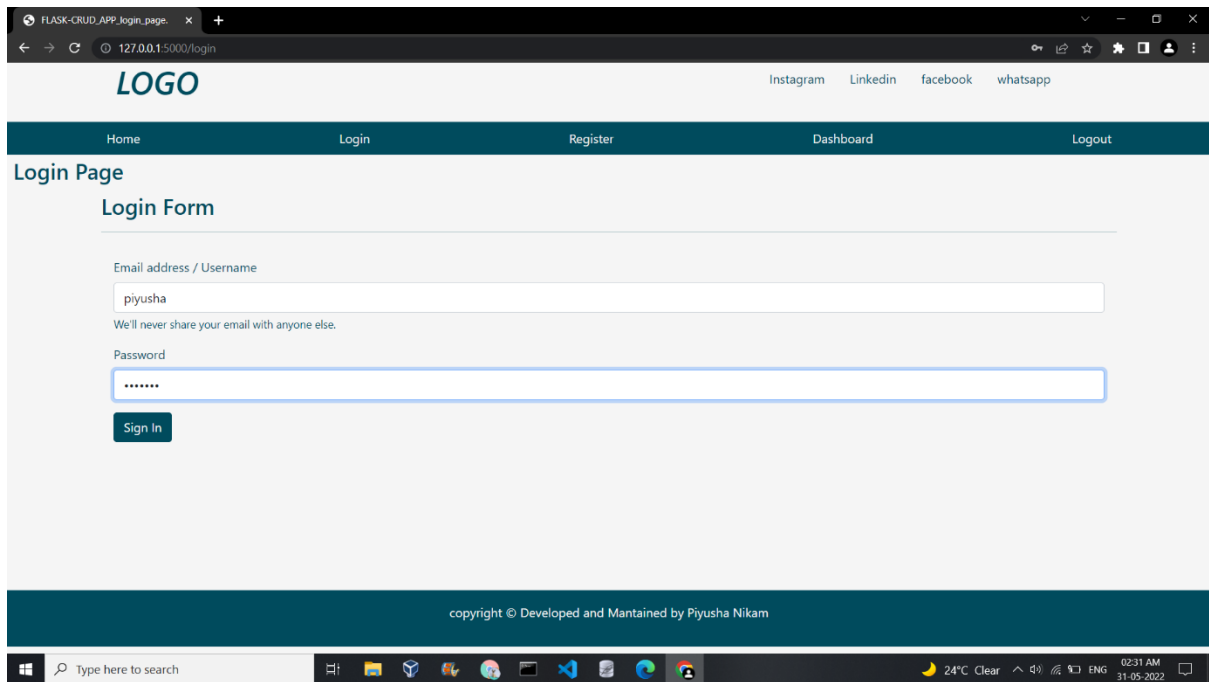 FLASK-CRUD_APP_login_page.
127.0.0.1:5000/login
LOGO
Instagram Linkedin facebook whatsapp
Home Login Register Dashboard Logout
Login Page
Login Form
Email address / Username
piyusha
We'll never share your email with anyone else.
Password
•••••••
Sign In
copyright © Developed and Mantained by Piyusha Nikam
Type here to search 24°C Clear ENG 02:31 AM
31-05-2022